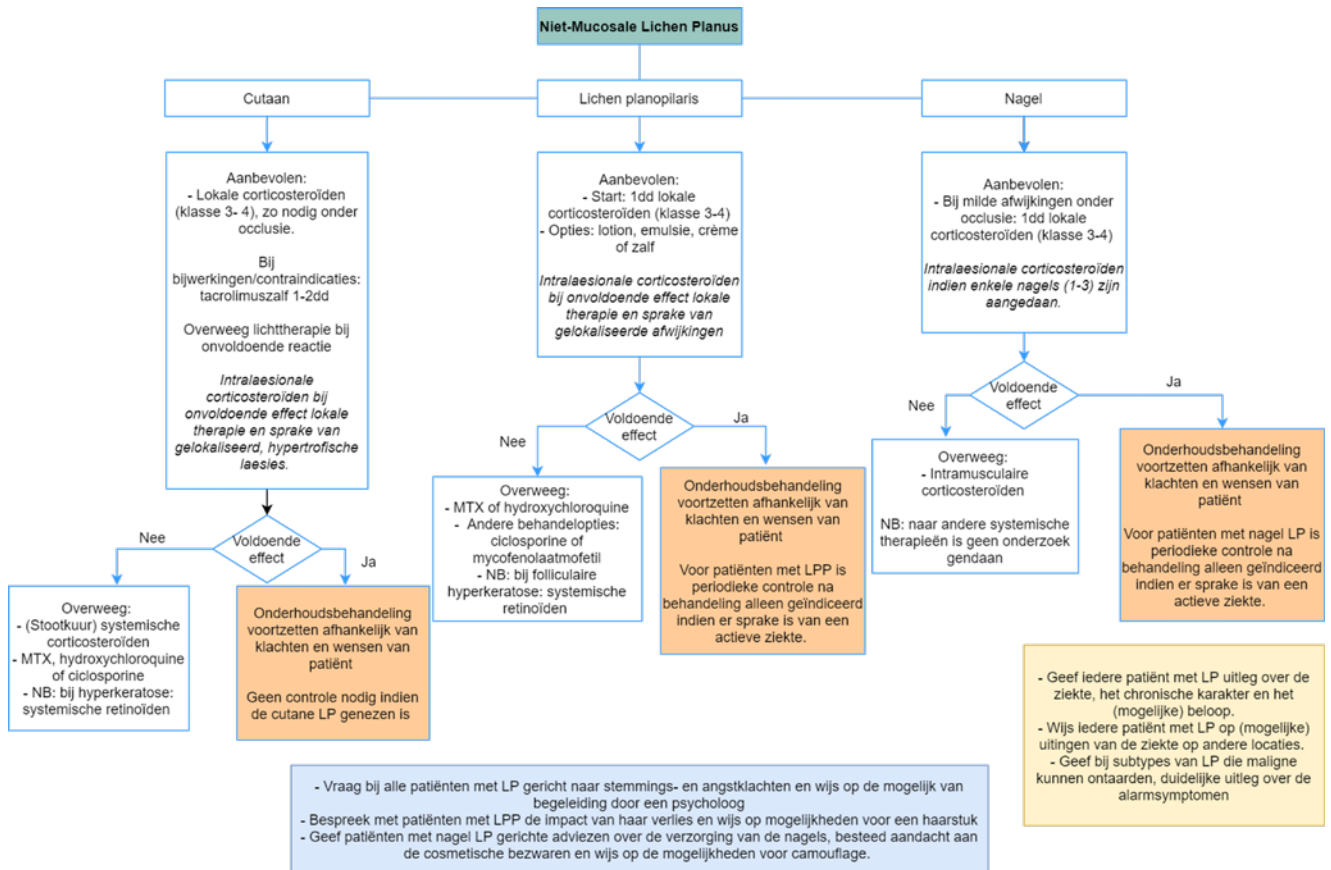 Niet-Mucosale Lichen Planus
Cutaan
Lichen planopilaris
Nagel
Aanbevolen:
- Lokale corticosteroïden
(klasse 3- 4), zo nodig onder
occlusie.
Bij
bijwerkingen/contraindicaties:
tacrolimuszalf 1-2dd
Overweeg lichttherapie bij
onvoldoende reactie
Intralaesionale
corticosteroïden bij
onvoldoende effect lokale
therapie en sprake van
gelokaliseerd, hypertrofische
laesies.
Voldoende
effect
Nee
Ja
Overweeg:
- (Stootkuur) systemische
corticosteroïden
- MTX, hydroxychloroquine
of ciclosporine
- NB: bij hyperkeratose:
systemische retinoïden
Onderhoudsbehandeling
voortzetten afhankelijk van
klachten en wensen van
patiënt
Geen controle nodig indien
de cutane LP genezen is
Aanbevolen:
- Start: 1dd lokale
corticosteroïden (klasse 3-4)
- Opties: lotion, emulsie, crème
of zalf
Intralaesionale corticosteroïden
bij onvoldoende effect lokale
therapie en sprake van
gelokaliseerde afwijkingen
Voldoende
effect
Nee
Ja
Overweeg:
- MTX of hydroxychloroquine
- Andere behandelopties:
ciclosporine of
mycofenolaatmofetil
- NB: bij folliculaire
hyperkeratose: systemische
retinoïden
Onderhoudsbehandeling
voortzetten afhankelijk van
klachten en wensen van
patiënt
Voor patiënten met LPP is
periodieke controle na
behandeling alleen geïndiceerd
indien er sprake is van een
actieve ziekte.
Aanbevolen:
- Bij milde afwijkingen onder
occlusie: 1dd lokale
corticosteroïden (klasse 3-4)
Intralaesionale corticosteroïden
indien enkele nagels (1-3) zijn
aangedaan.
Voldoende
effect
Nee
Ja
Overweeg:
- Intramusculaire
corticosteroïden
NB: naar andere systemische
therapieën is geen onderzoek
gendaan
Onderhoudsbehandeling
voortzetten afhankelijk van
klachten en wensen van
patiënt
Voor patiënten met nagel LP is
periodieke controle na
behandeling alleen geïndiceerd
indien er sprake is van een
actieve ziekte.
- Geef iedere patiënt met LP uitleg over de
ziekte, het chronische karakter en het
(mogelijke) beloop.
- Wijs iedere patiënt met LP op (mogelijke)
uitingen van de ziekte op andere locaties.
- Geef bij subtypes van LP die maligne
kunnen ontaarden, duidelijke uitleg over de
alarmsymptomen
- Vraag bij alle patiënten met LP gericht naar stemmings- en angstklachten en wijs op de mogelijk van
begeleiding door een psycholoog
- Bespreek met patiënten met LPP de impact van haar verlies en wijs op mogelijkheden voor een haarstuk
- Geef patiënten met nagel LP gerichte adviezen over de verzorging van de nagels, besteed aandacht aan
de cosmetische bezwaren en wijs op de mogelijkheden voor camouflage.